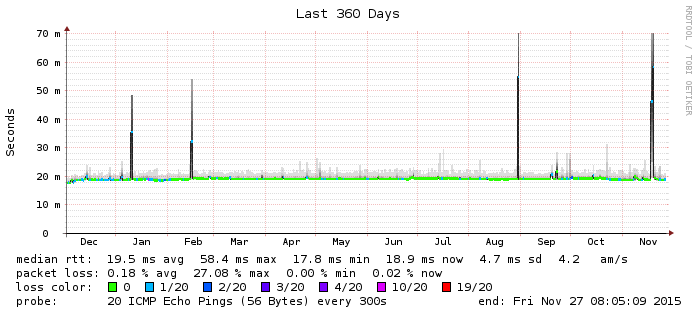 Last 360 Days
RRDTOOL / TOBI OETIKER
Seconds
70 m
60 m
50 m
40 m
30 m
20 m
10 m
0
Dec Jan Feb Mar Apr May Jun Jul Aug Sep Oct Nov
median rtt: 19.5 ms avg 58.4 ms max 17.8 ms min 18.9 ms now 4.7 ms sd 4.2 am/s
packet loss: 0.18 % avg 27.08 % max 0.00 % min 0.02 % now
loss color: 0 1/20 2/20 3/20 4/20 10/20 19/20
probe: 20 ICMP Echo Pings (56 Bytes) every 300s end: Fri Nov 27 08:05:09 2015